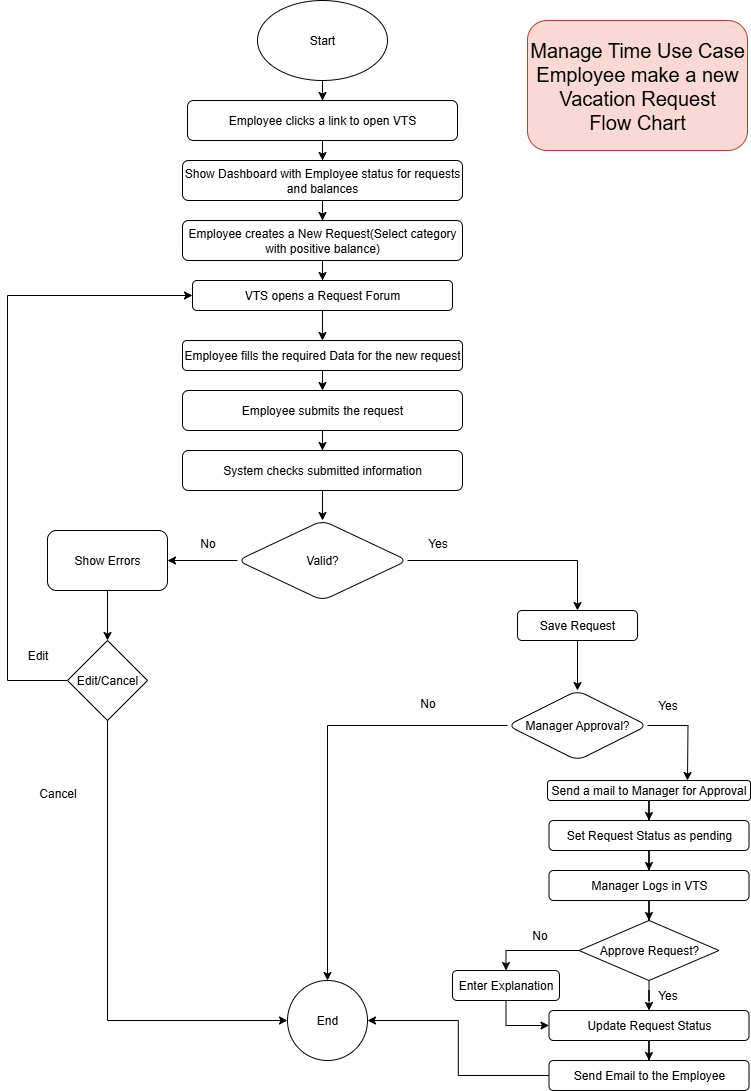 Start
Manage Time Use Case
Employee make a new
Vacation Request
Flow Chart
Employee clicks a link to open VTS
Show Dashboard with Employee status for requests
and balances
Employee creates a New Request(Select category
with positive balance)
VTS opens a Request Forum
Employee fills the required Data for the new request
Employee submits the request
System checks submitted information
No
Valid?
Yes
Show Errors
Save Request
Edit
Edit/Cancel
No
Manager Approval?
Yes
Cancel
Send a mail to Manager for Approval
Set Request Status as pending
Manager Logs in VTS
No
Approve Request?
Enter Explanation
Yes
End
Update Request Status
Send Email to the Employee